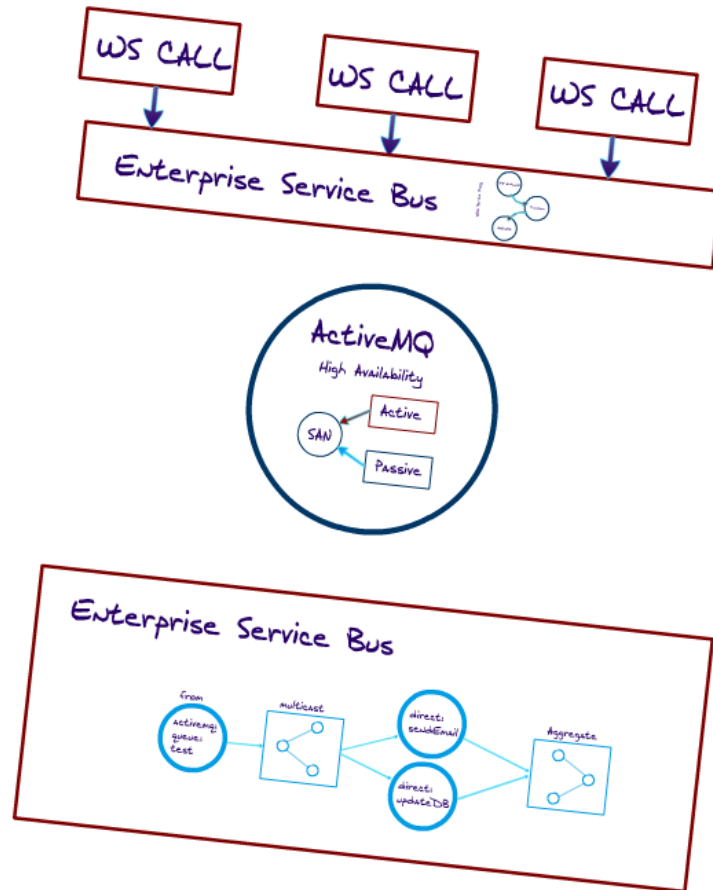 WS CALL
WS CALL
WS CALL
Enterprise Service Bus
ActiveMQ
High Availability
Active
SAN
Passive
Enterprise Service Bus
from
activemq:
queue:
test
multicast
direct:
sendEmail
direct:
updateDB
Aggregate